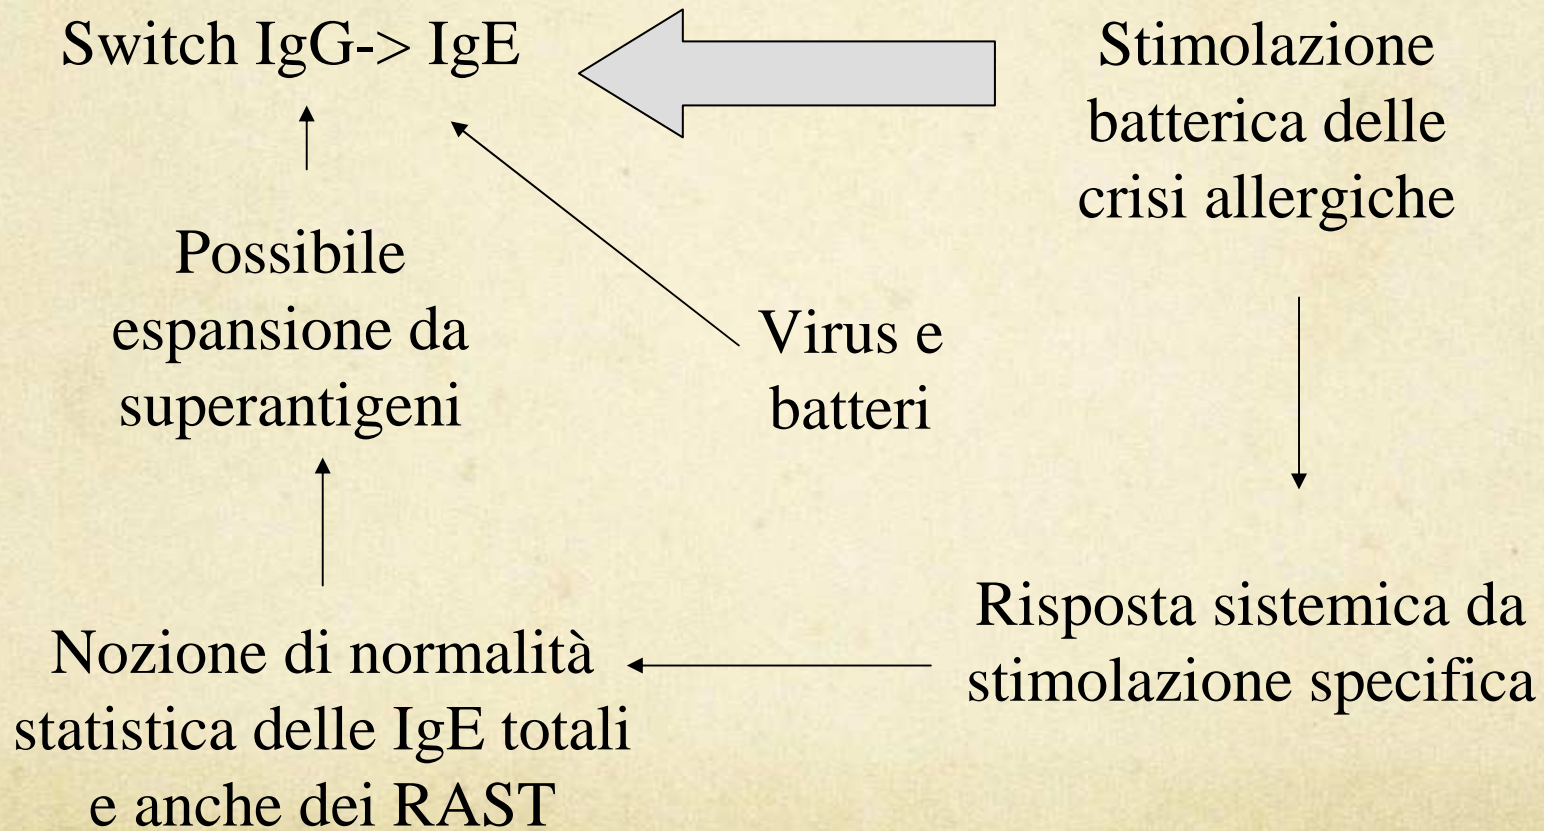 Switch IgG-> IgE
Stimolazione
batterica delle
crisi allergiche
Possibile
espansione da
superantigeni
Virus e
batteri
Risposta sistemica da
stimolazione specifica
Nozione di normalità
statistica delle IgE totali
e anche dei RAST